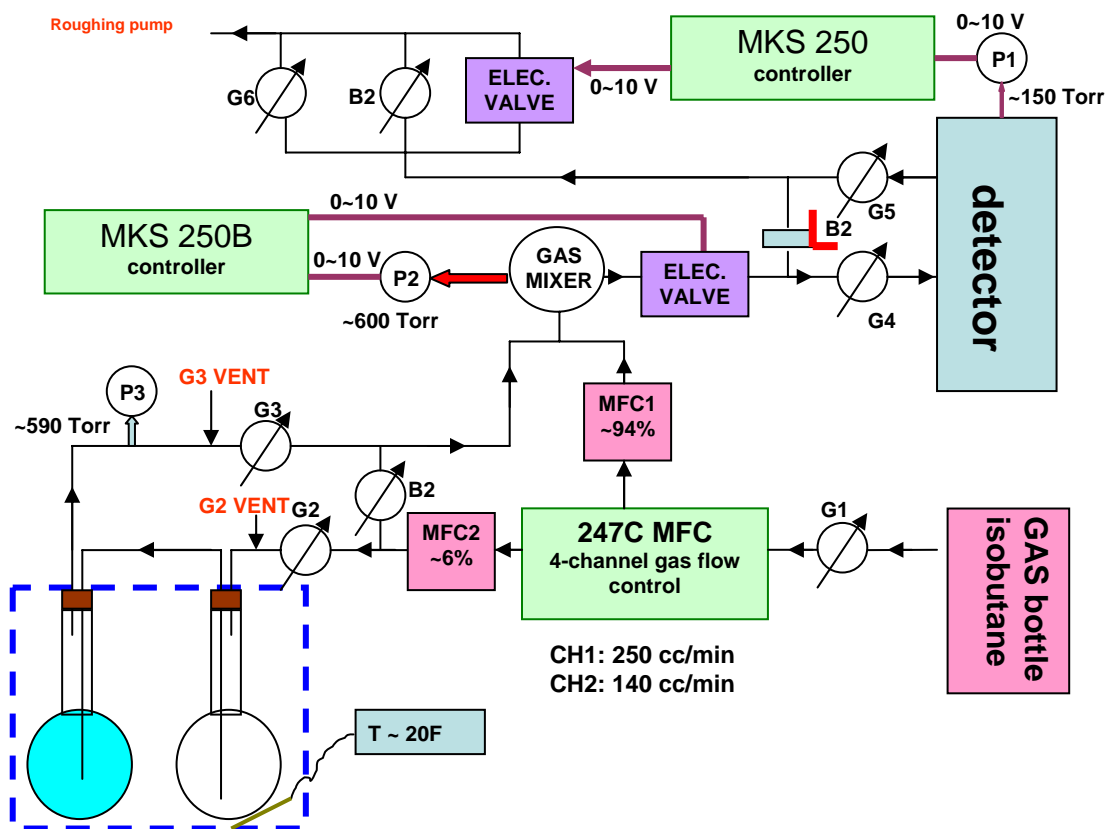 Roughing pump
0~10 V
MKS 250
controller
P1
ELEC.
VALVE
G6
B2
0~10 V
~150 Torr
detector
G5
0~10 V
MKS 250B
controller
0~10 V
P2
GAS
MIXER
ELEC.
VALVE
B2
G4
~600 Torr
G3 VENT
P3
G3
~590 Torr
MFC1
~94%
B2
G2 VENT
G2
MFC2
~6%
247C MFC
4-channel gas flow
control
G1
GAS bottle
isobutane
CH1: 250 cc/min
CH2: 140 cc/min
T ~ 20F